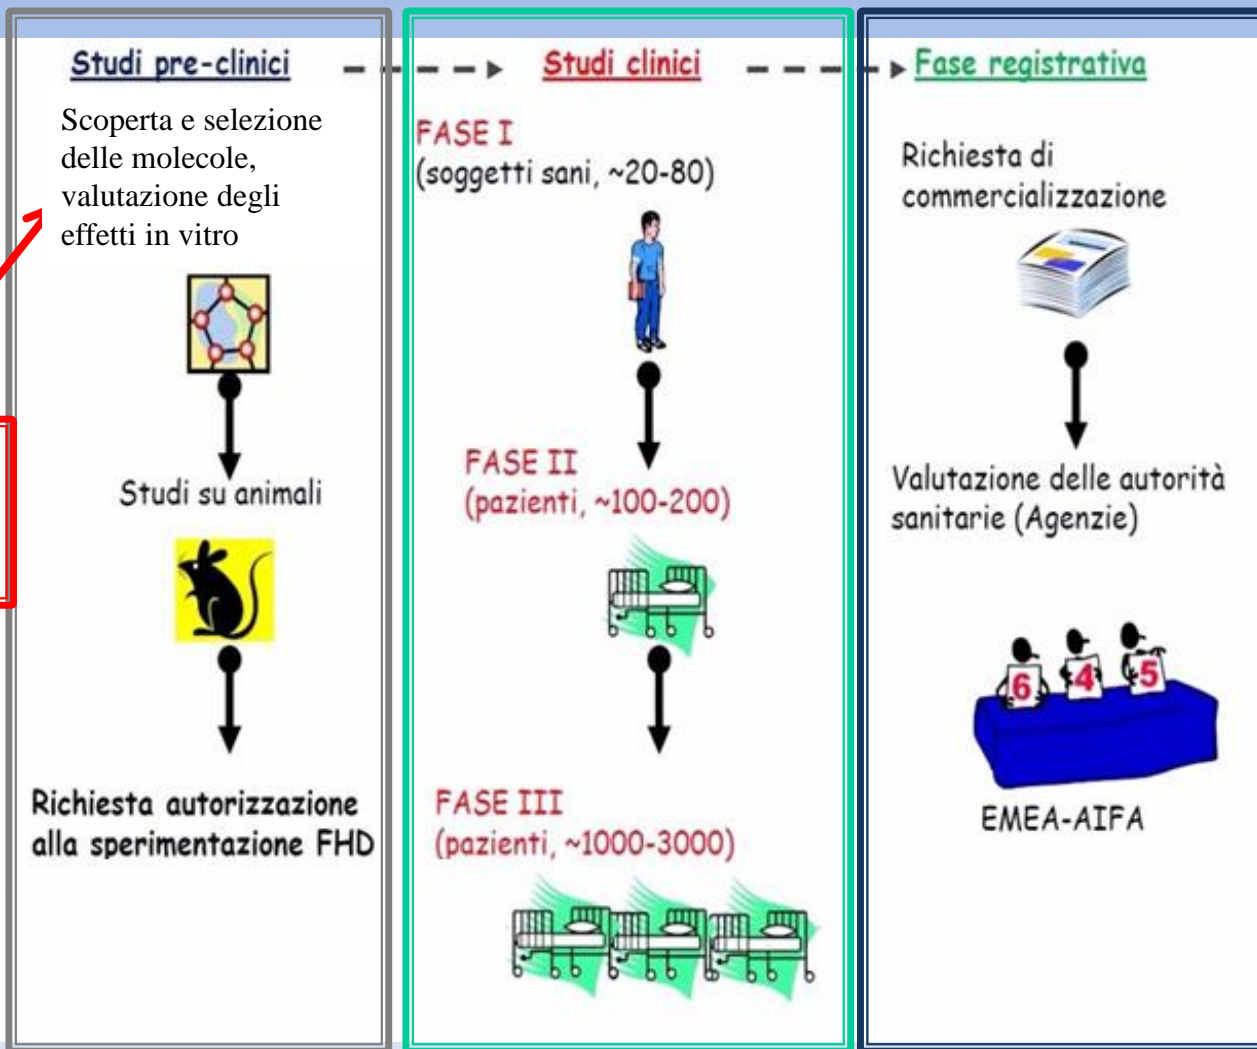 Studi pre-clinici
Scoperta e selezione
delle molecole,
valutazione degli
effetti in vitro
Studi su animali
Richiesta autorizzazione
alla sperimentazione FHD
Studi clinici
FASE I
(soggetti sani, ~20-80)
FASE II
(pazienti, ~100-200)
FASE III
(pazienti, ~1000-3000)
Fase registrativa
Richiesta di
commercializzazione
Valutazione delle autorità
sanitarie (Agenzie)
6 4 5
EMEA-AIFA